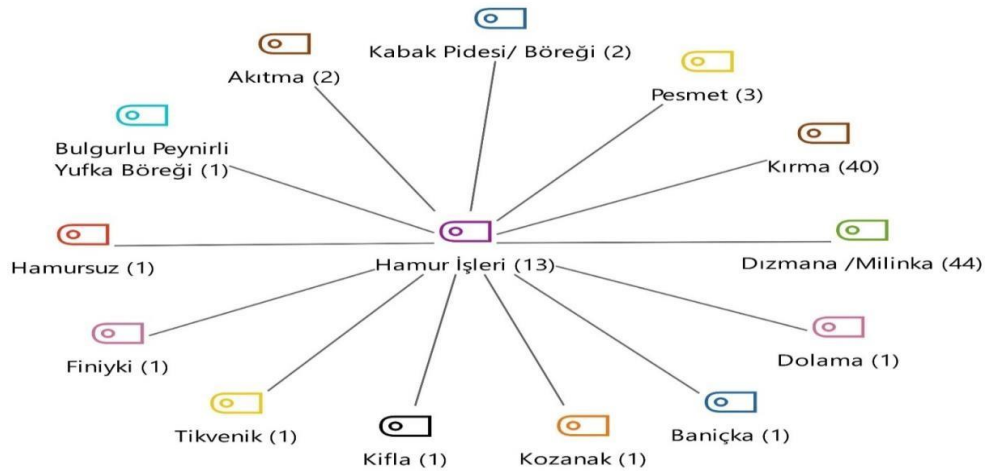 Kabak Pidesi/ Böreği (2)
Akıtma (2)
Pesmet (3)
Bulgurlu Peynirli
Yufka Böreği (1)
Kırma (40)
Hamursuz (1)
Hamur İşleri (13)
Dızmana /Milinka (44)
Finiyki (1)
Dolama (1)
Tikvenik (1)
Kifla (1)
Kozanak (1)
Baniçka (1)